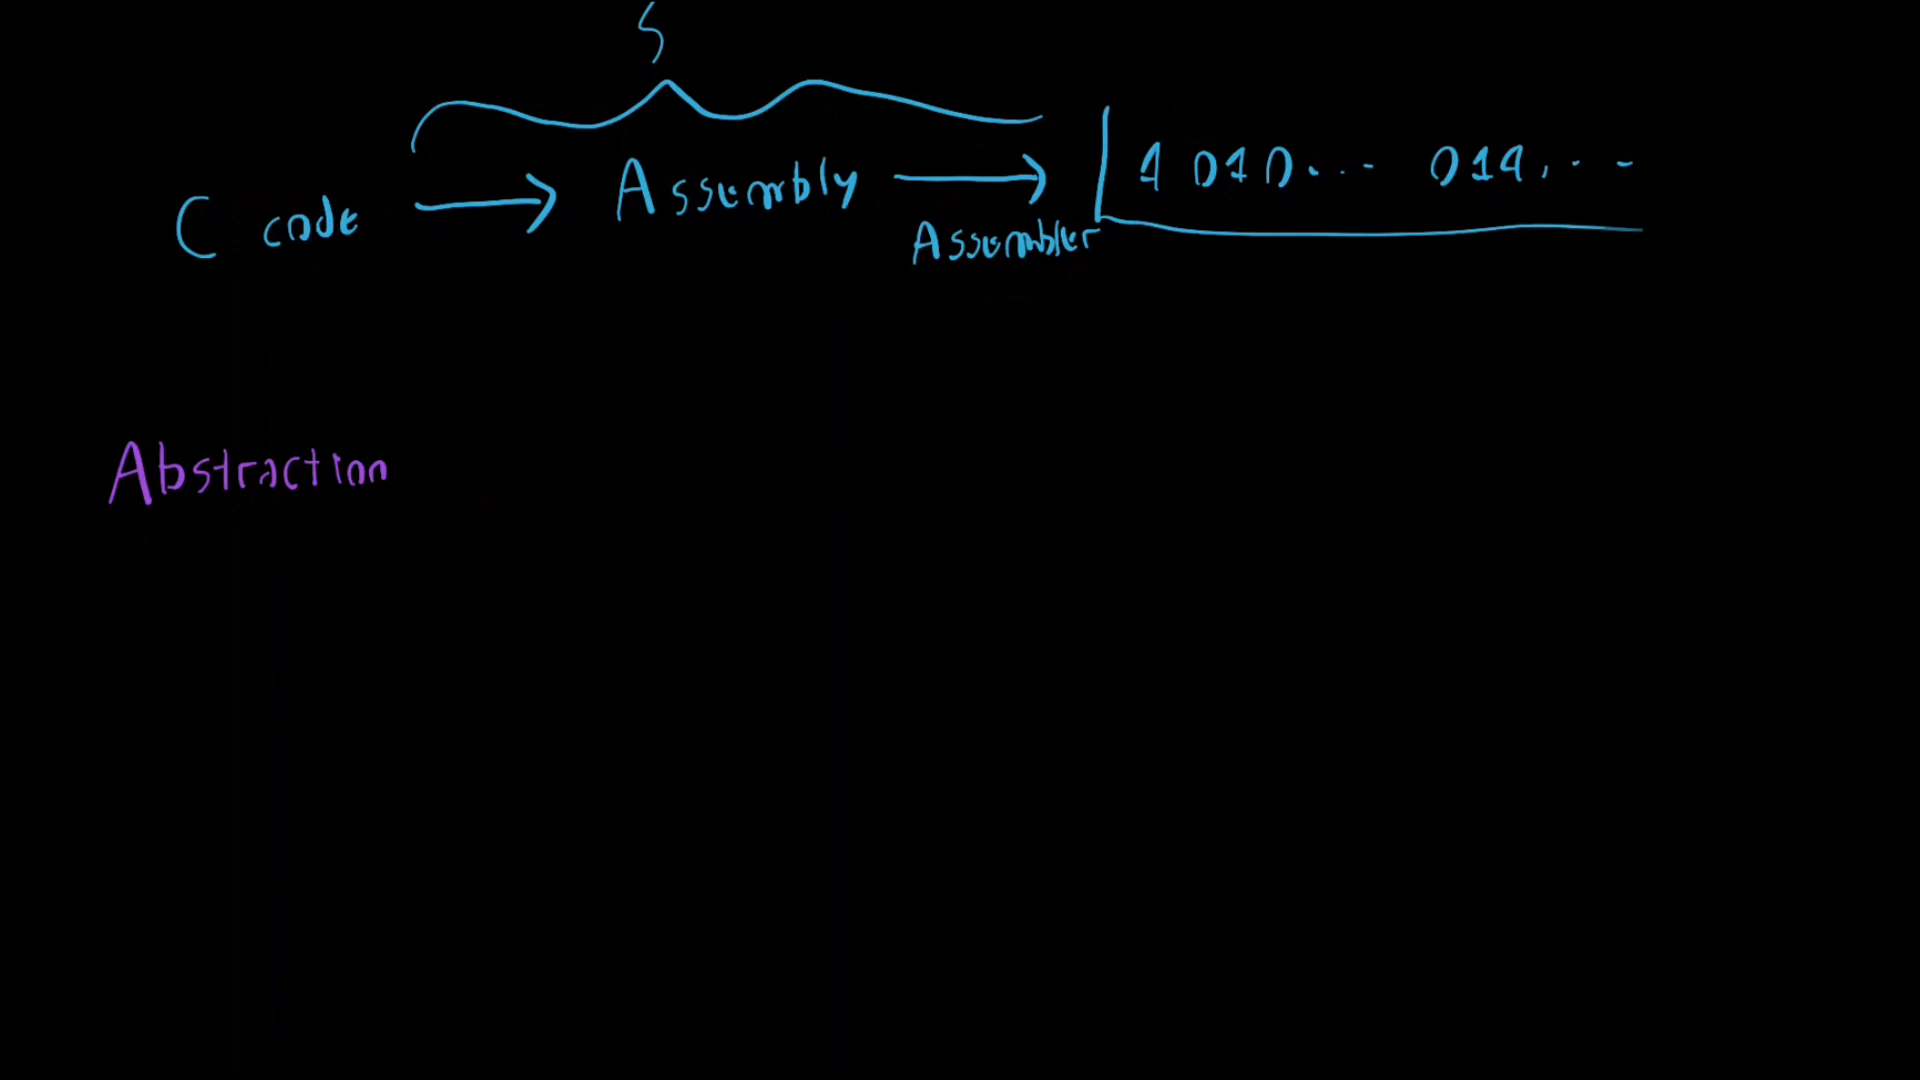 C code → Assembly → 1 010... 011...
Assembler
Abstraction